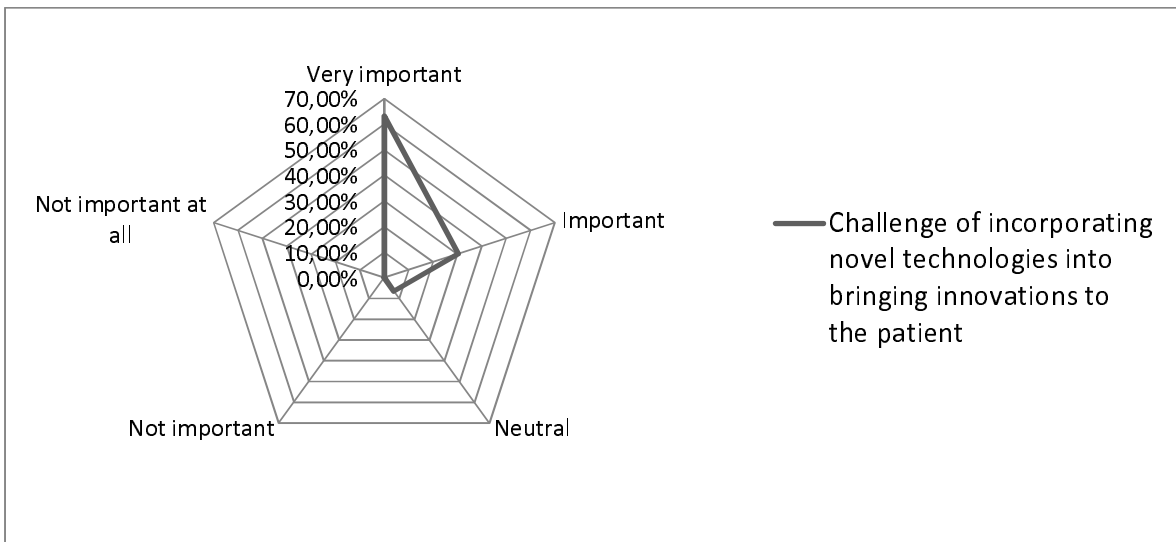 Very important
70,00%
60,00%
50,00%
40,00%
30,00%
20,00%
10,00%
0,00%
Important
Neutral
Not important
Not important at
all
Challenge of incorporating
novel technologies into
bringing innovations to
the patient